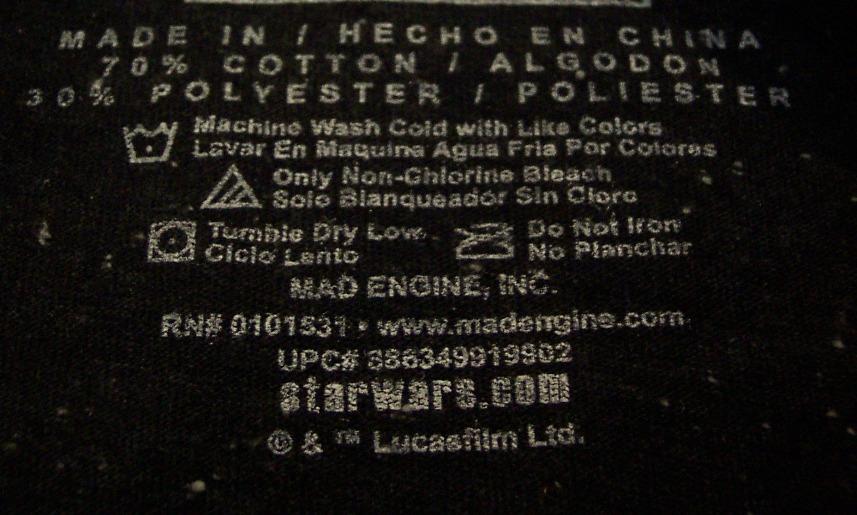 MADE IN / HECHO EN CHINA
70% COTTON / ALGODON
30% POLYESTER / POLIESTER
Machine Wash Cold with Like Colors
Lavar En Maquina Agua Fria Por Colores
Only Non-Chlorine Bleach
Solo Blanqueador Sin Cloro
Tumble Dry Low
Ciclo Lento
Do Not Iron
No Planchar
MAD ENGINE, INC.
RN# 0101531 • www.madengine.com
UPC# 886349919902
starwars.com
© & ™ Lucasfilm Ltd.